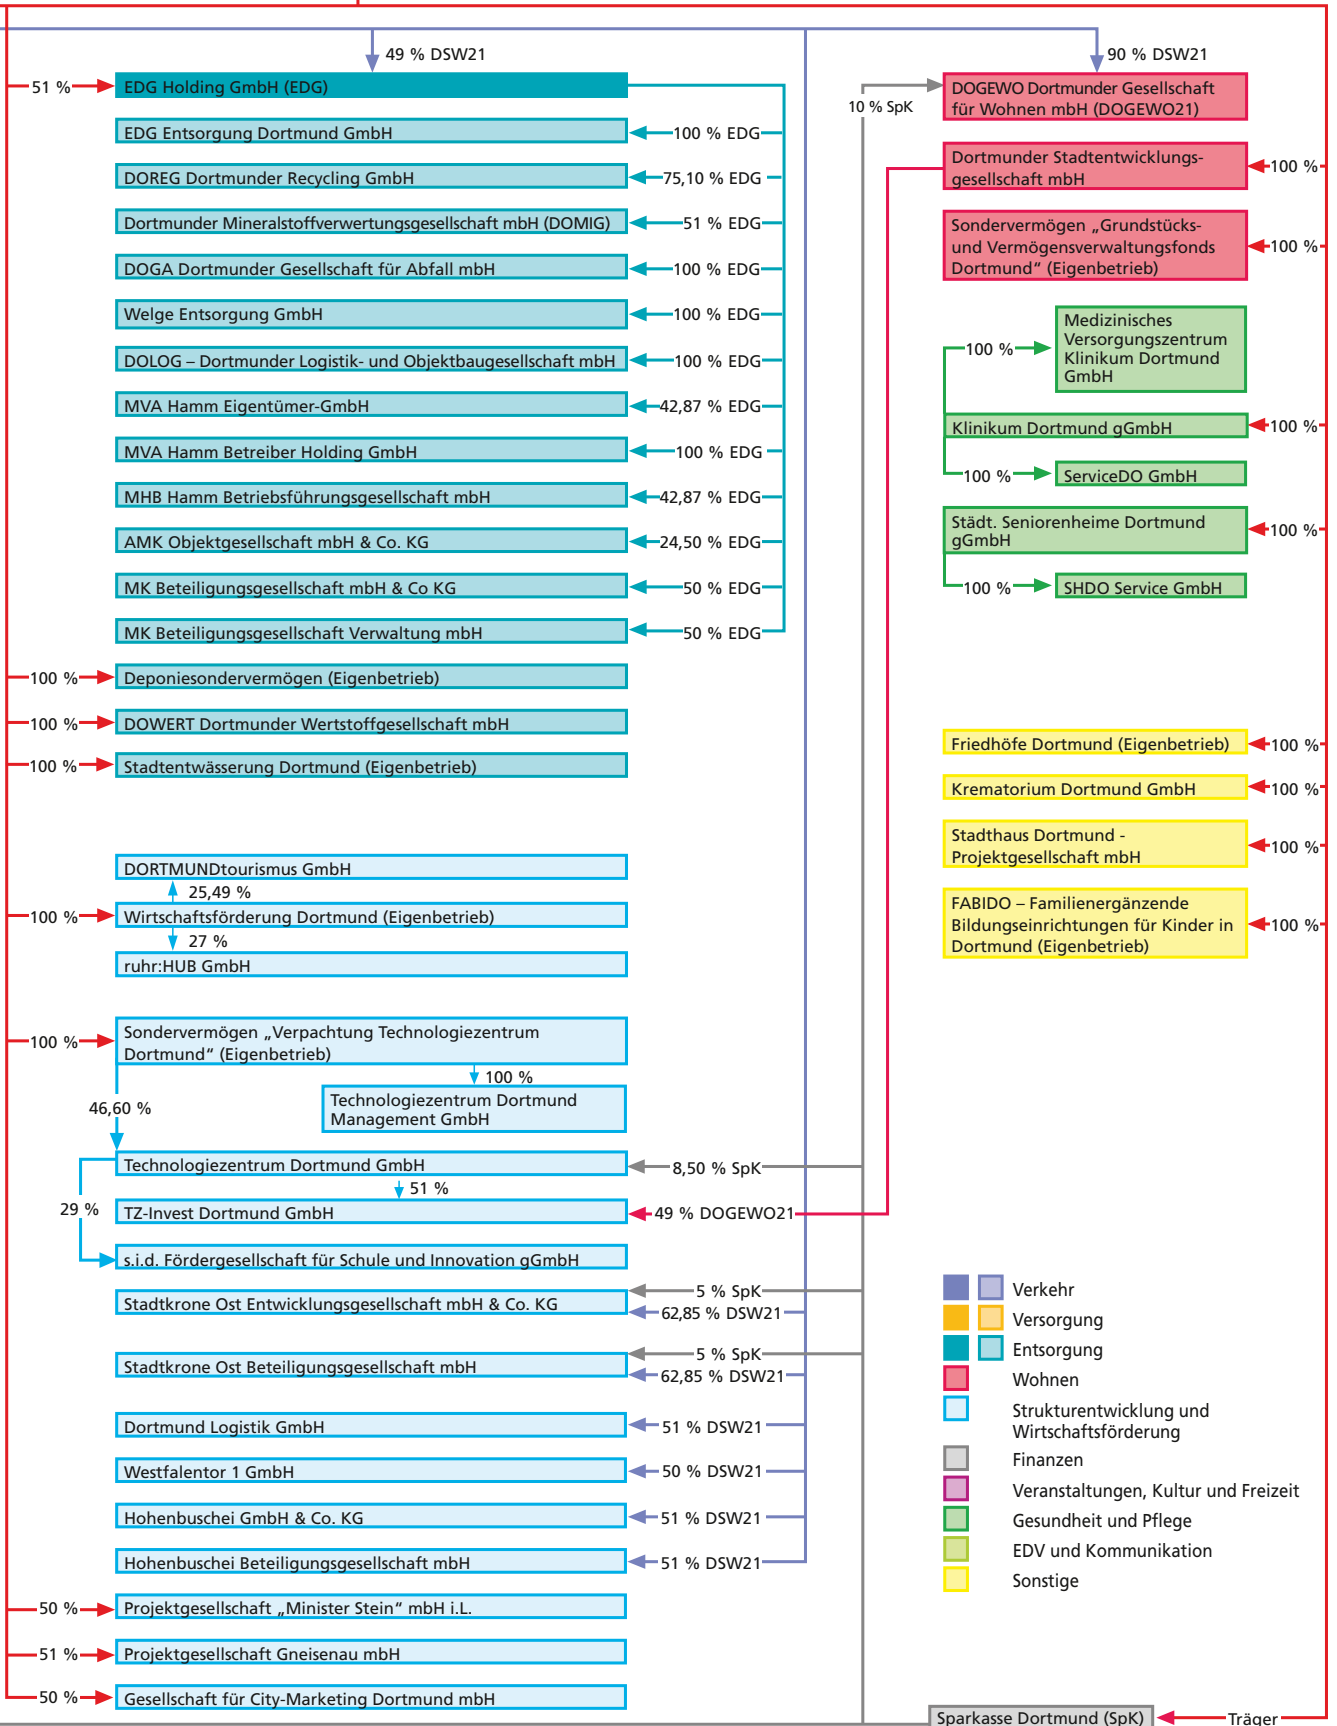 49 % DSW21
51 %
EDG Holding GmbH (EDG)
EDG Entsorgung Dortmund GmbH
100 % EDG
DOREG Dortmunder Recycling GmbH
75,10 % EDG
Dortmunder Mineralstoffverwertungsgesellschaft mbH (DOMIG)
51 % EDG
DOGA Dortmunder Gesellschaft für Abfall mbH
100 % EDG
Welge Entsorgung GmbH
100 % EDG
DOLOG – Dortmunder Logistik- und Objektbaugesellschaft mbH
100 % EDG
MVA Hamm Eigentümer-GmbH
42,87 % EDG
MVA Hamm Betreiber Holding GmbH
100 % EDG
MHB Hamm Betriebsführungsgesellschaft mbH
42,87 % EDG
AMK Objektgesellschaft mbH & Co. KG
24,50 % EDG
MK Beteiligungsgesellschaft mbH & Co KG
50 % EDG
MK Beteiligungsgesellschaft Verwaltung mbH
50 % EDG
100 %
Deponiesondervermögen (Eigenbetrieb)
100 %
DOWERT Dortmunder Wertstoffgesellschaft mbH
100 %
Stadtentwässerung Dortmund (Eigenbetrieb)
DORTMUNDtourismus GmbH
25,49 %
100 %
Wirtschaftsförderung Dortmund (Eigenbetrieb)
27 %
ruhr:HUB GmbH
100 %
Sondervermögen „Verpachtung Technologiezentrum
Dortmund“ (Eigenbetrieb)
100 %
46,60 %
Technologiezentrum Dortmund
Management GmbH
Technologiezentrum Dortmund GmbH
8,50 % SpK
51 %
29 %
TZ-Invest Dortmund GmbH
49 % DOGEWO21
s.i.d. Fördergesellschaft für Schule und Innovation gGmbH
5 % SpK
Stadtkrone Ost Entwicklungsgesellschaft mbH & Co. KG
62,85 % DSW21
5 % SpK
Stadtkrone Ost Beteiligungsgesellschaft mbH
62,85 % DSW21
Dortmund Logistik GmbH
51 % DSW21
Westfalentor 1 GmbH
50 % DSW21
Hohenbuschei GmbH & Co. KG
51 % DSW21
Hohenbuschei Beteiligungsgesellschaft mbH
51 % DSW21
50 %
Projektgesellschaft „Minister Stein“ mbH i.L.
51 %
Projektgesellschaft Gneisenau mbH
50 %
Gesellschaft für City-Marketing Dortmund mbH
90 % DSW21
10 % SpK
DOGEWO Dortmunder Gesellschaft
für Wohnen mbH (DOGEWO21)
Dortmunder Stadtentwicklungs-
gesellschaft mbH
100 %
Sondervermögen „Grundstücks-
und Vermögensverwaltungsfonds
Dortmund“ (Eigenbetrieb)
100 %
Medizinisches
Versorgungszentrum
Klinikum Dortmund
GmbH
100 %
Klinikum Dortmund gGmbH
100 %
100 %
ServiceDO GmbH
Städt. Seniorenheime Dortmund
gGmbH
100 %
100 %
SHDO Service GmbH
Friedhöfe Dortmund (Eigenbetrieb)
100 %
Krematorium Dortmund GmbH
100 %
Stadthaus Dortmund -
Projektgesellschaft mbH
100 %
FABIDO – Familienergänzende
Bildungseinrichtungen für Kinder in
Dortmund (Eigenbetrieb)
100 %
Verkehr
Versorgung
Entsorgung
Wohnen
Strukturentwicklung und
Wirtschaftsförderung
Finanzen
Veranstaltungen, Kultur und Freizeit
Gesundheit und Pflege
EDV und Kommunikation
Sonstige
Sparkasse Dortmund (SpK)
Träger